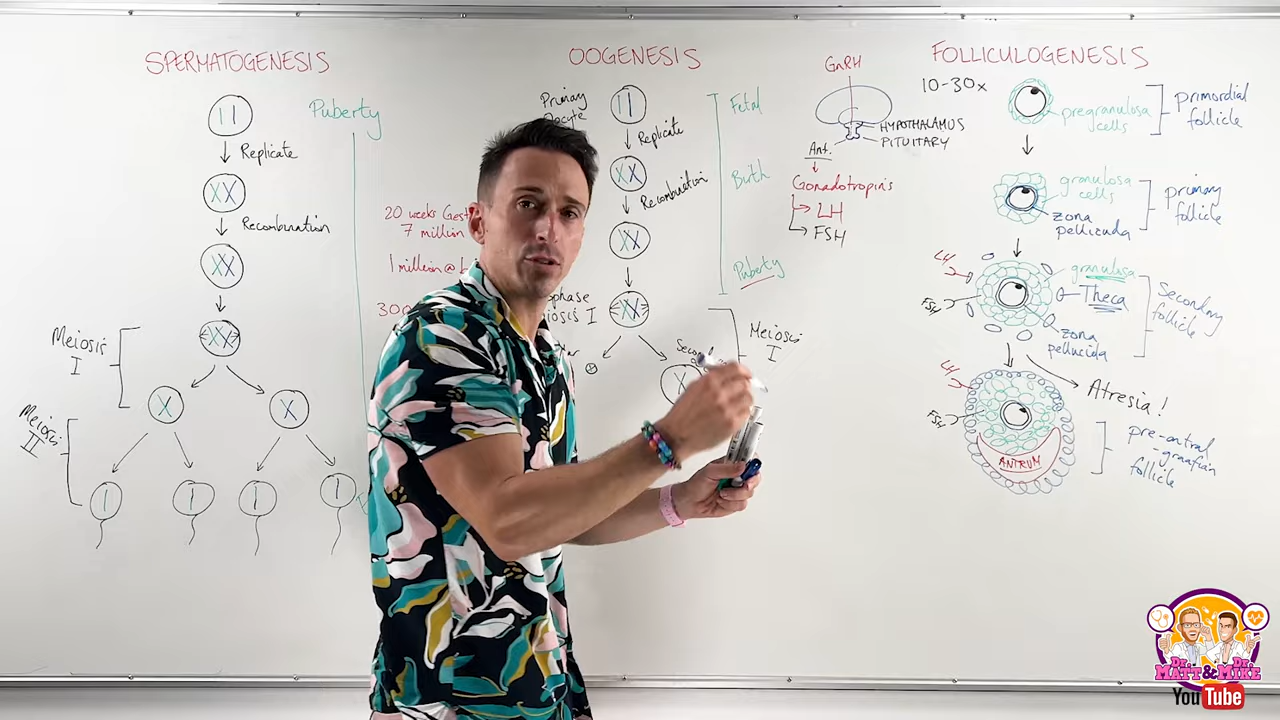 SPERMATOGENESIS
Puberty
Replicate
Recombination
Meiosis
I
Meiosis
II
20 weeks Gest
7 million
1 million @
300
OOGENESIS
Primary
Replicate
Recombination
I
Fetal
Birth
Puberty
Meiosis
I
GnRH
HYPOTHALAMUS
PITUITARY
Ant.
Gonadotropins
LH
FSH
FOLLICULOGENESIS
10-30x
pregranulosa
cells
primordial
follicle
granulosa
cells
zona
pellucida
primary
follicle
LH
FSH
granulosa
Theca
zona
pellucida
Secondary
follicle
Atresia!
LH
FSH
ANTRUM
pre-antral
-graafian
follicle
DR. MATT & DR. MIKE
YouTube